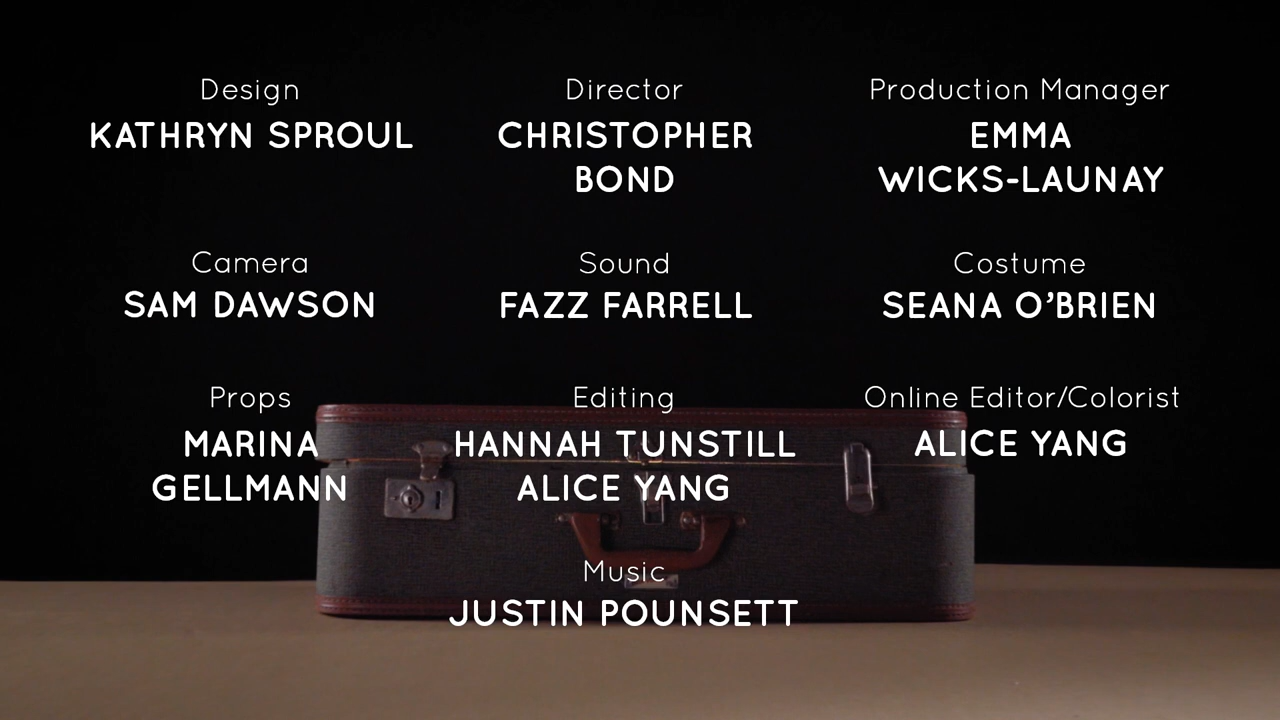 Design
KATHRYN SPROUL
Director
CHRISTOPHER
BOND
Production Manager
EMMA
WICKS-LAUNAY
Camera
SAM DAWSON
Sound
FAZZ FARRELL
Costume
SEANA O’BRIEN
Props
MARINA
GELLMANN
Editing
HANNAH TUNSTILL
ALICE YANG
Online Editor/Colorist
ALICE YANG
Music
JUSTIN POUNSETT